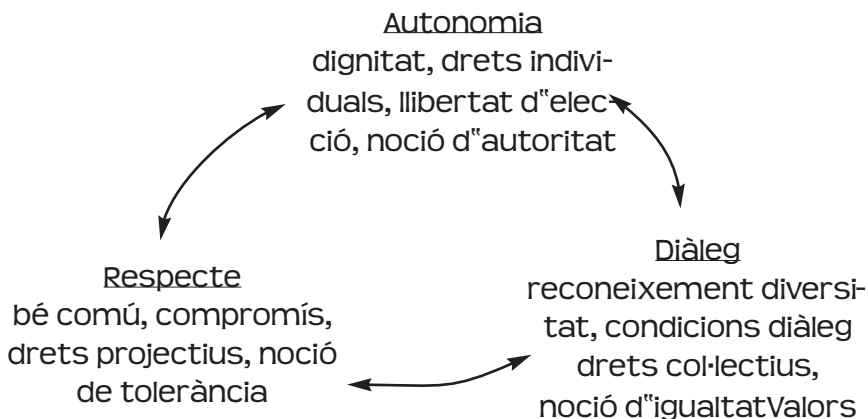 Autonomia
dignitat, drets indivi-
duals, llibertat d‟elec-
ció, noció d‟autoritat
Respecte
bé comú, compromís,
drets projectius, noció
de tolerància
Diàleg
reconeixement diversi-
tat, condicions diàleg
drets col·lectius,
noció d‟igualtatValors